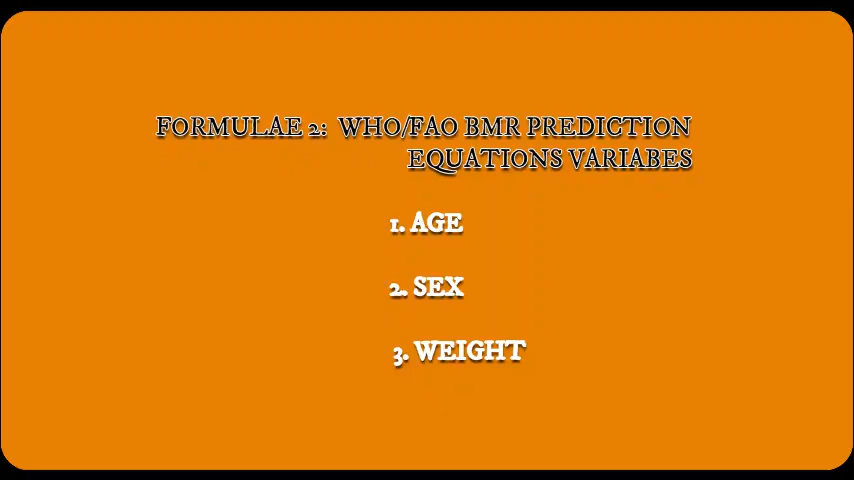 FORMULAE 2: WHO/FAO BMR PREDICTION
EQUATIONS VARIABES
1. AGE
2. SEX
3. WEIGHT